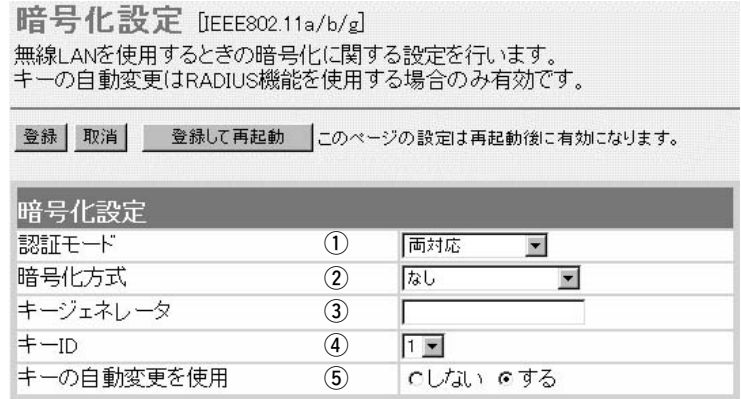 暗号化設定 [IEEE802.11a/b/g]
無線LANを使用するときの暗号化に関する設定を行います。
キーの自動変更はRADIUS機能を使用する場合のみ有効です。
登録 取消 登録して再起動 このページの設定は再起動後に有効になります。
暗号化設定
認証モード ① 両対応
暗号化方式 ② なし
キージェネレータ ③
キーID ④ 1
キーの自動変更を使用 ⑤ しない する